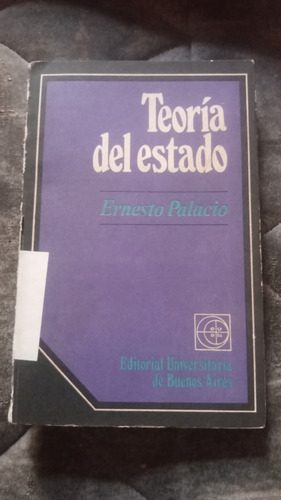 Teoría
del estado
Ernesto Palacio
Editorial Universitaria
de Buenos Aires